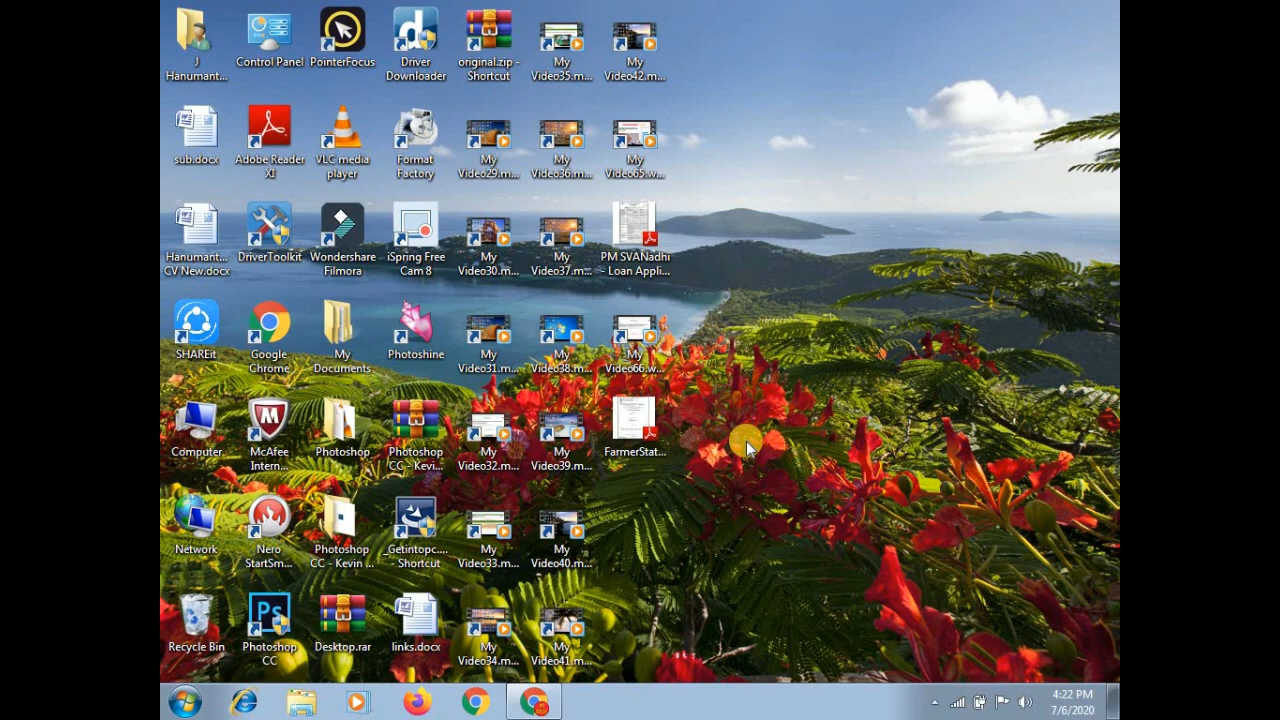 J
Hanumant...
Control Panel
PointerFocus
Driver
Downloader
original.zip -
Shortcut
My
Video35.m...
My
Video42.m...
sub.docx
Adobe Reader
XI
VLC media
player
Format
Factory
My
Video29.m...
My
Video36.m...
My
Video65.w...
Hanumant...
CV New.docx
DriverToolkit
Wondershare
Filmora
iSpring Free
Cam 8
My
Video30.m...
My
Video37.m...
PM SVANadhi
- Loan Appli...
SHAREit
Google
Chrome
My
Documents
Photoshine
My
Video31.m...
My
Video38.m...
My
Video66.w...
Computer
McAfee
Intern...
Photoshop
Photoshop
CC - Kevi...
My
Video32.m...
My
Video39.m...
FarmerStat...
Network
Nero
StartSm...
Photoshop
CC - Kevin ...
_Getintopc....
- Shortcut
My
Video33.m...
My
Video40.m...
Recycle Bin
Ps
Photoshop
CC
Desktop.rar
links.docx
My
Video34.m...
My
Video41.m...
4:22 PM
7/6/2020